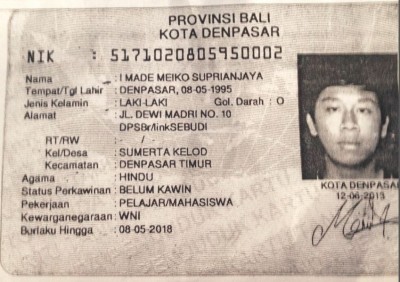 PROVINSI BALI
KOTA DENPASAR
NIK : 5171020805950002
Nama : I MADE MEIKO SUPRIANJAYA
Tempat/Tgl Lahir : DENPASAR, 08-05-1995
Jenis Kelamin : LAKI-LAKI Gol. Darah : O
Alamat : JL. DEWI MADRI NO. 10
DPSBr/linkSEBUDI
RT/RW : - / -
Kel/Desa : SUMERTA KELOD
Kecamatan : DENPASAR TIMUR
Agama : HINDU
Status Perkawinan : BELUM KAWIN
Pekerjaan : PELAJAR/MAHASISWA
Kewarganegaraan : WNI
Berlaku Hingga : 08-05-2018
KOTA DENPASA
12-06-2013